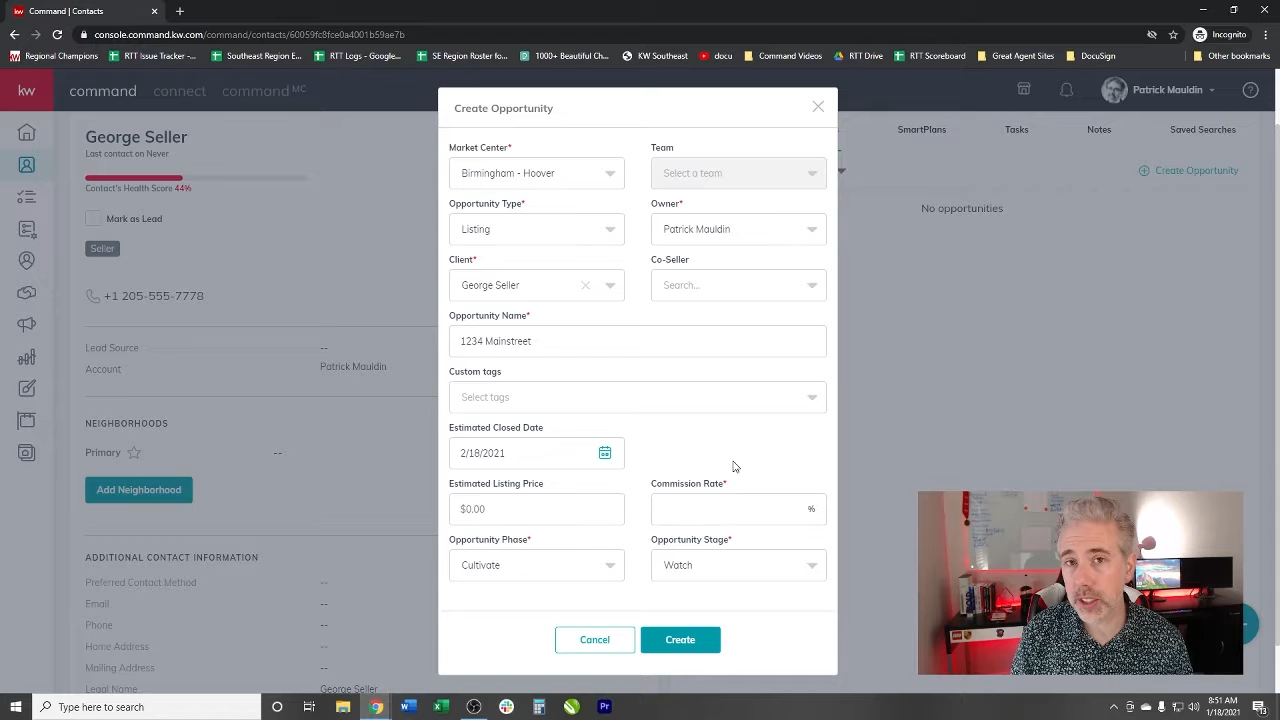 Command | Contacts
console.command.kw.com/command/contacts/60059fc8fce0a4001b59ae7b
Incognito
Regional Champions
RTT Issue Tracker -...
Southeast Region E...
RTT Logs - Googl...
SE Region Roster fo...
1000+ Beautiful Ch...
KW Southeast
docu
Command Videos
RTT Drive
RTT Scoreboard
Great Agent Sites
DocuSign
Other bookmarks
kw
command
connect
command MC
Patrick Mauldin
George Seller
Last contact on Never
Contact's Health Score 44%
Mark as Lead
Seller
+1 205-555-7778
Lead Source
--
Account
Patrick Mauldin
NEIGHBORHOODS
Primary
--
Add Neighborhood
ADDITIONAL CONTACT INFORMATION
Preferred Contact Method
--
Email
--
Phone
--
Home Address
--
Mailing Address
--
Legal Name
George Seller
Create Opportunity
Market Center*
Team
Birmingham - Hoover
Select a team
Opportunity Type*
Owner*
Listing
Patrick Mauldin
Client*
Co-Seller
George Seller
Search...
Opportunity Name*
1234 Mainstreet
Custom tags
Select tags
Estimated Closed Date
2/18/2021
Estimated Listing Price
Commission Rate*
$0.00
%
Opportunity Phase*
Opportunity Stage*
Cultivate
Watch
Cancel
Create
SmartPlans
Tasks
Notes
Saved Searches
Create Opportunity
No opportunities
Type here to search
8:51 AM
1/18/2021